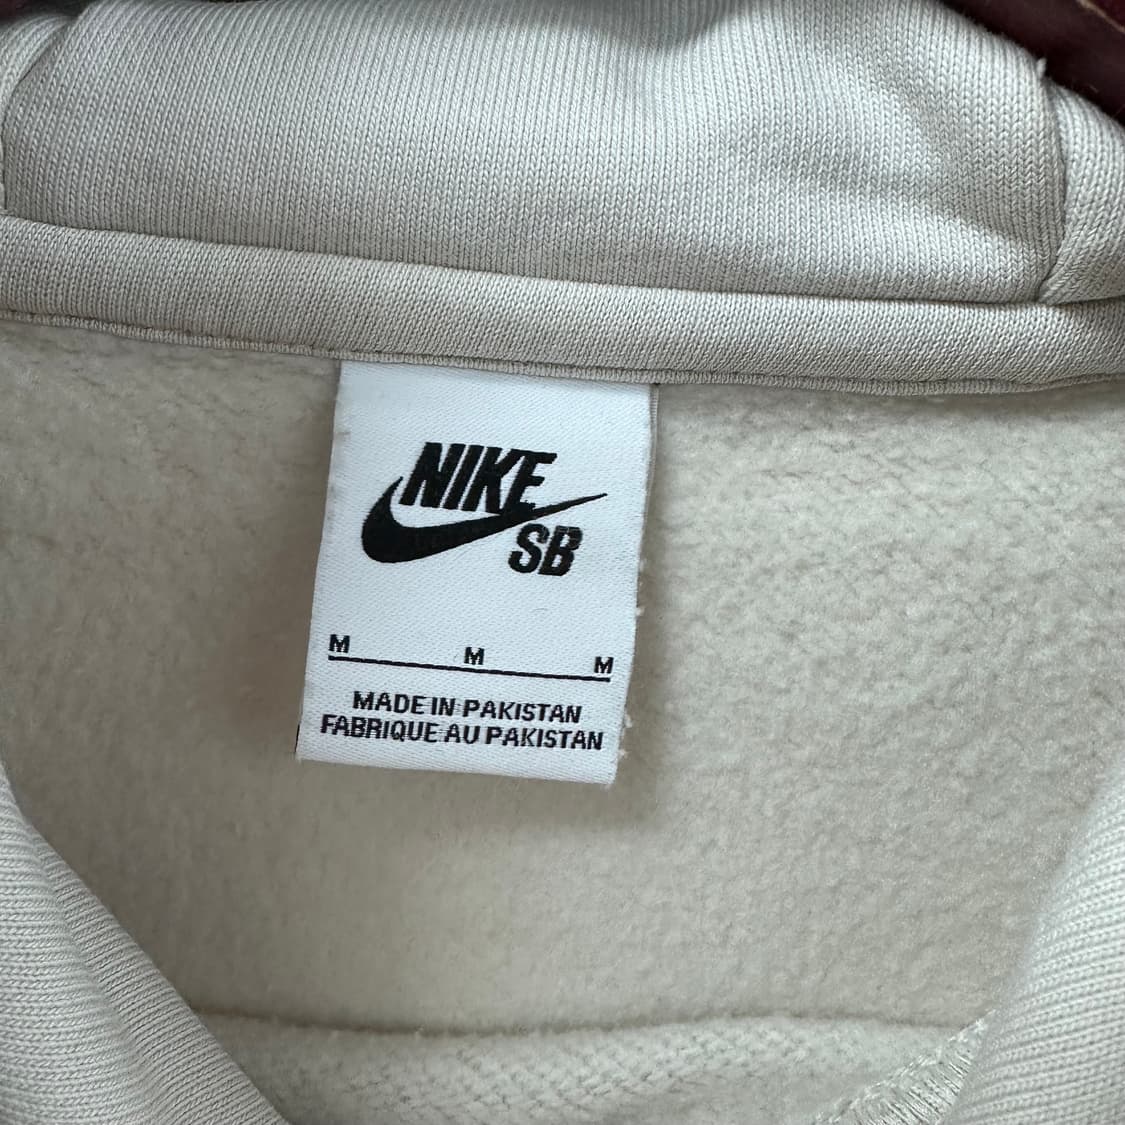 NIKE
SB
M M M
MADE IN PAKISTAN
FABRIQUE AU PAKISTAN